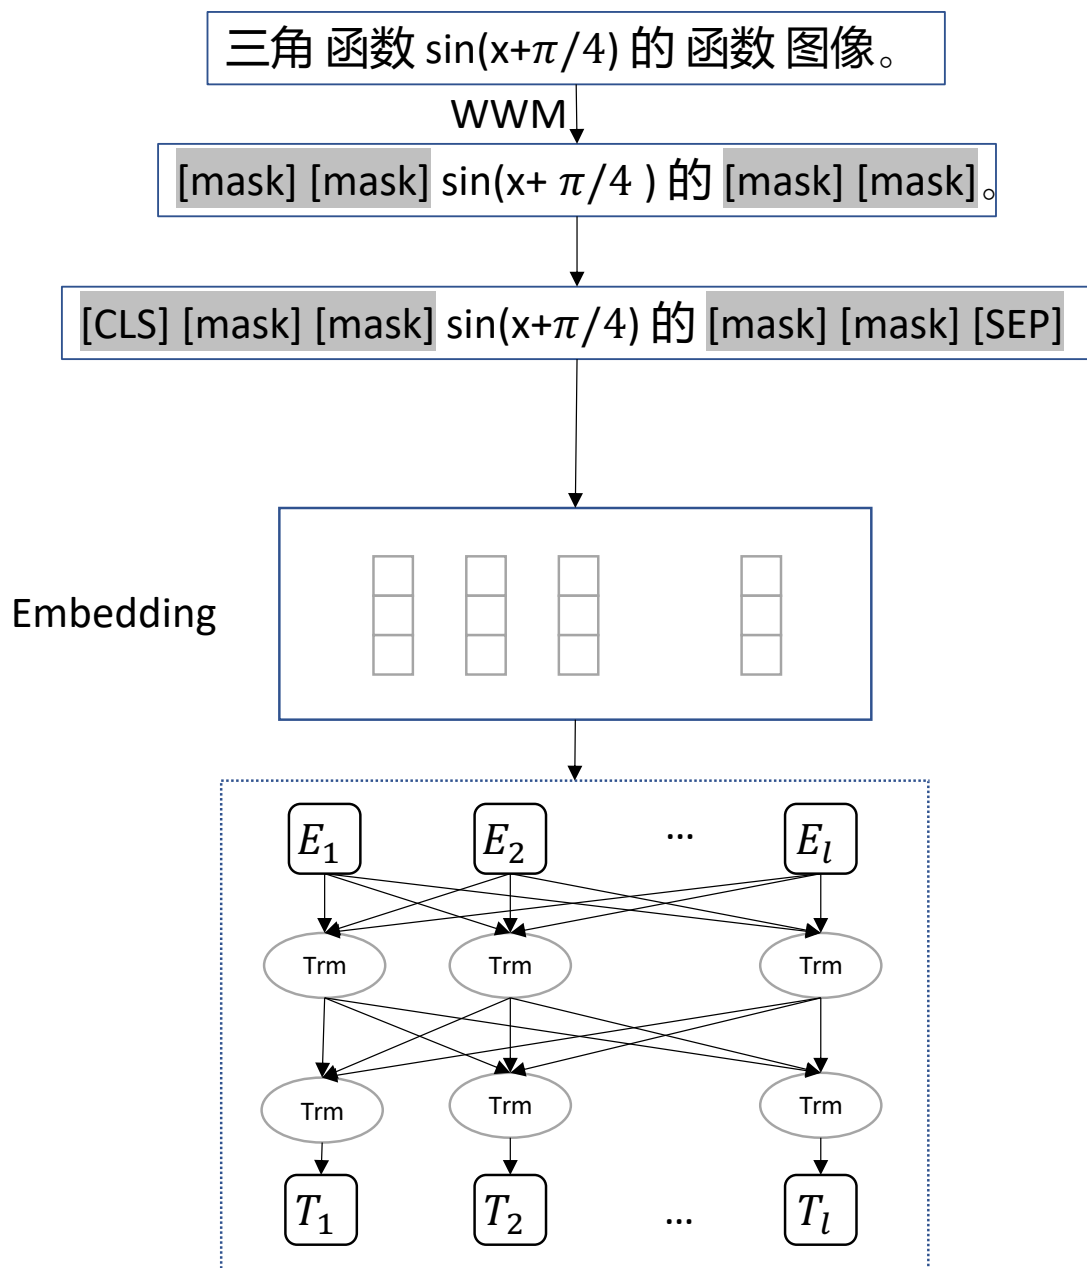 三角 函数 sin(x+π/4) 的 函数 图像。
WWM
[mask] [mask] sin(x+ π/4 ) 的 [mask] [mask]。
[CLS] [mask] [mask] sin(x+π/4) 的 [mask] [mask] [SEP]
Embedding
E₁ E₂ ... Eₗ
Trm Trm Trm
Trm Trm Trm
T₁ T₂ ... Tₗ